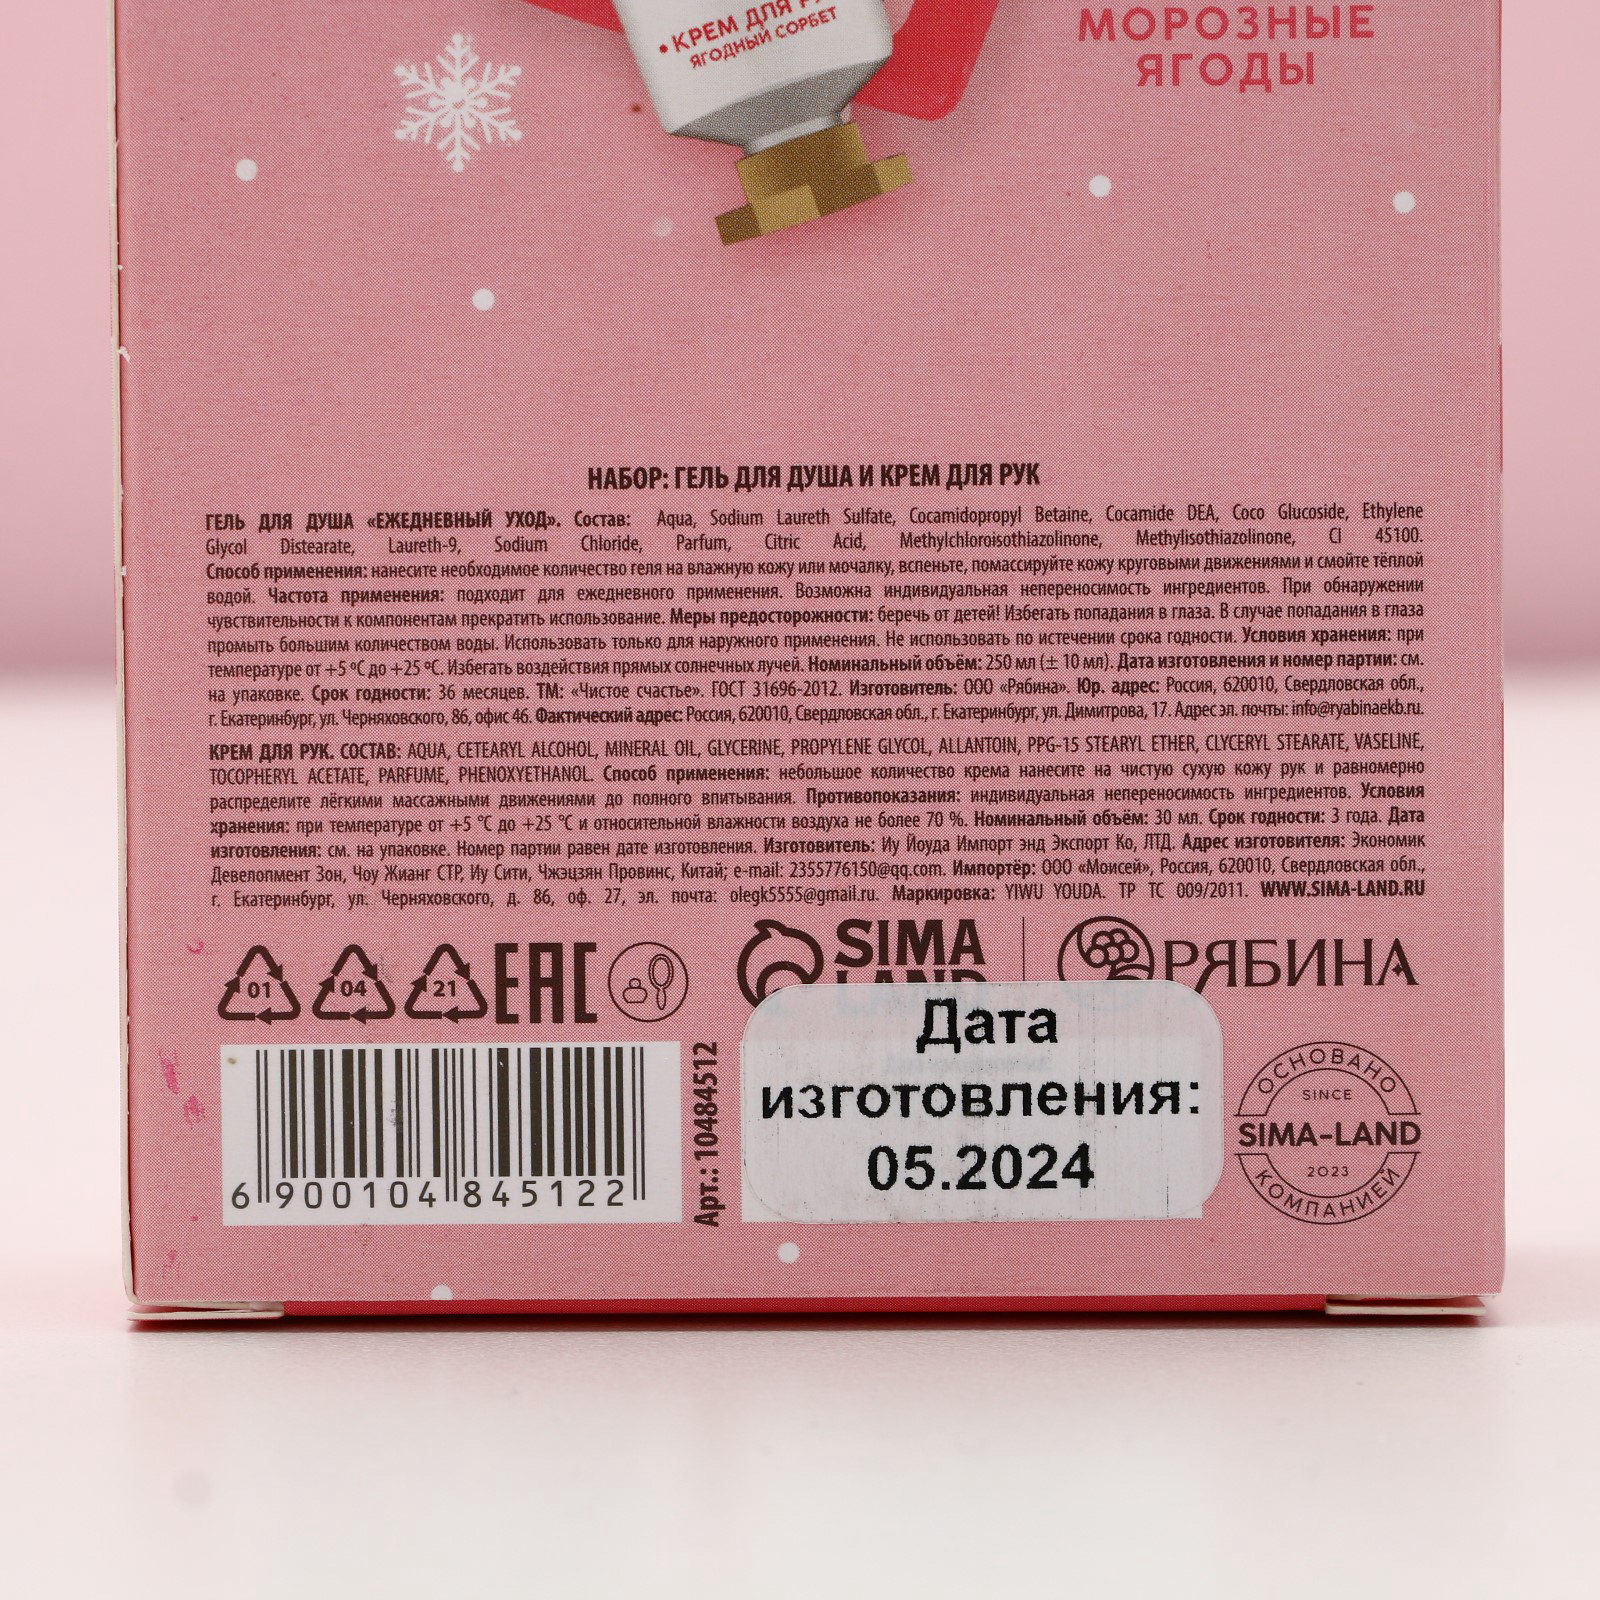 • КРЕМ ДЛЯ
ЯГОДНЫЙ СОРБЕТ
МОРОЗНЫЕ
ЯГОДЫ
НАБОР: ГЕЛЬ ДЛЯ ДУША И КРЕМ ДЛЯ РУК
ГЕЛЬ ДЛЯ ДУША «ЕЖЕДНЕВНЫЙ УХОД». Состав: Aqua, Sodium Laureth Sulfate, Cocamidopropyl Betaine, Cocamide DEA, Coco Glucoside, Ethylene
Glycol Distearate, Laureth-9, Sodium Chloride, Parfum, Citric Acid, Methylchloroisothiazolinone, Methylisothiazolinone, CI 45100.
Способ применения: нанесите необходимое количество геля на влажную кожу или мочалку, вспеньте, помассируйте кожу круговыми движениями и смойте тёплой
водой. Частота применения: подходит для ежедневного применения. Возможна индивидуальная непереносимость ингредиентов. При обнаружении
чувствительности к компонентам прекратить использование. Меры предосторожности: беречь от детей! Избегать попадания в глаза. В случае попадания в глаза
промыть большим количеством воды. Использовать только для наружного применения. Не использовать по истечении срока годности. Условия хранения: при
температуре от +5 ºС до +25 ºС. Избегать воздействия прямых солнечных лучей. Номинальный объём: 250 мл (± 10 мл). Дата изготовления и номер партии: см.
на упаковке. Срок годности: 36 месяцев. ТМ: «Чистое счастье». ГОСТ 31696-2012. Изготовитель: ООО «Рябина». Юр. адрес: Россия, 620010, Свердловская обл.,
г. Екатеринбург, ул. Черняховского, 86, офис 46. Фактический адрес: Россия, 620010, Свердловская обл., г. Екатеринбург, ул. Димитрова, 17. Адрес эл. почты: info@ryabinaekb.ru.
КРЕМ ДЛЯ РУК. СОСТАВ: AQUA, CETEARYL ALCOHOL, MINERAL OIL, GLYCERINE, PROPYLENE GLYCOL, ALLANTOIN, PPG-15 STEARYL ETHER, CLYCERYL STEARATE, VASELINE,
TOCOPHERYL ACETATE, PARFUME, PHENOXYETHANOL. Способ применения: небольшое количество крема нанесите на чистую сухую кожу рук и равномерно
распределите лёгкими массажными движениями до полного впитывания. Противопоказания: индивидуальная непереносимость ингредиентов. Условия
хранения: при температуре от +5 °С до +25 °С и относительной влажности воздуха не более 70 %. Номинальный объём: 30 мл. Срок годности: 3 года. Дата
изготовления: см. на упаковке. Номер партии равен дате изготовления. Изготовитель: Иу Йоуда Импорт энд Экспорт Ко, ЛТД. Адрес изготовителя: Экономик
Девелопмент Зон, Чоу Жианг СТР, Иу Сити, Чжэцзян Провинс, Китай; e-mail: 2355776150@qq.com. Импортёр: ООО «Моисей», Россия, 620010, Свердловская обл.,
г. Екатеринбург, ул. Черняховского, д. 86, оф. 27, эл. почта: olegk5555@gmail.ru. Маркировка: YIWU YOUDA. ТР ТС 009/2011. WWW.SIMA-LAND.RU
01 04 21 EAC
SIMA
LAND
РЯБИНА
6 900104 845122
Арт.: 10484512
Дата
изготовления:
05.2024
ОСНОВАНО
SINCE
SIMA-LAND
2023
КОМПАНИЕЙ